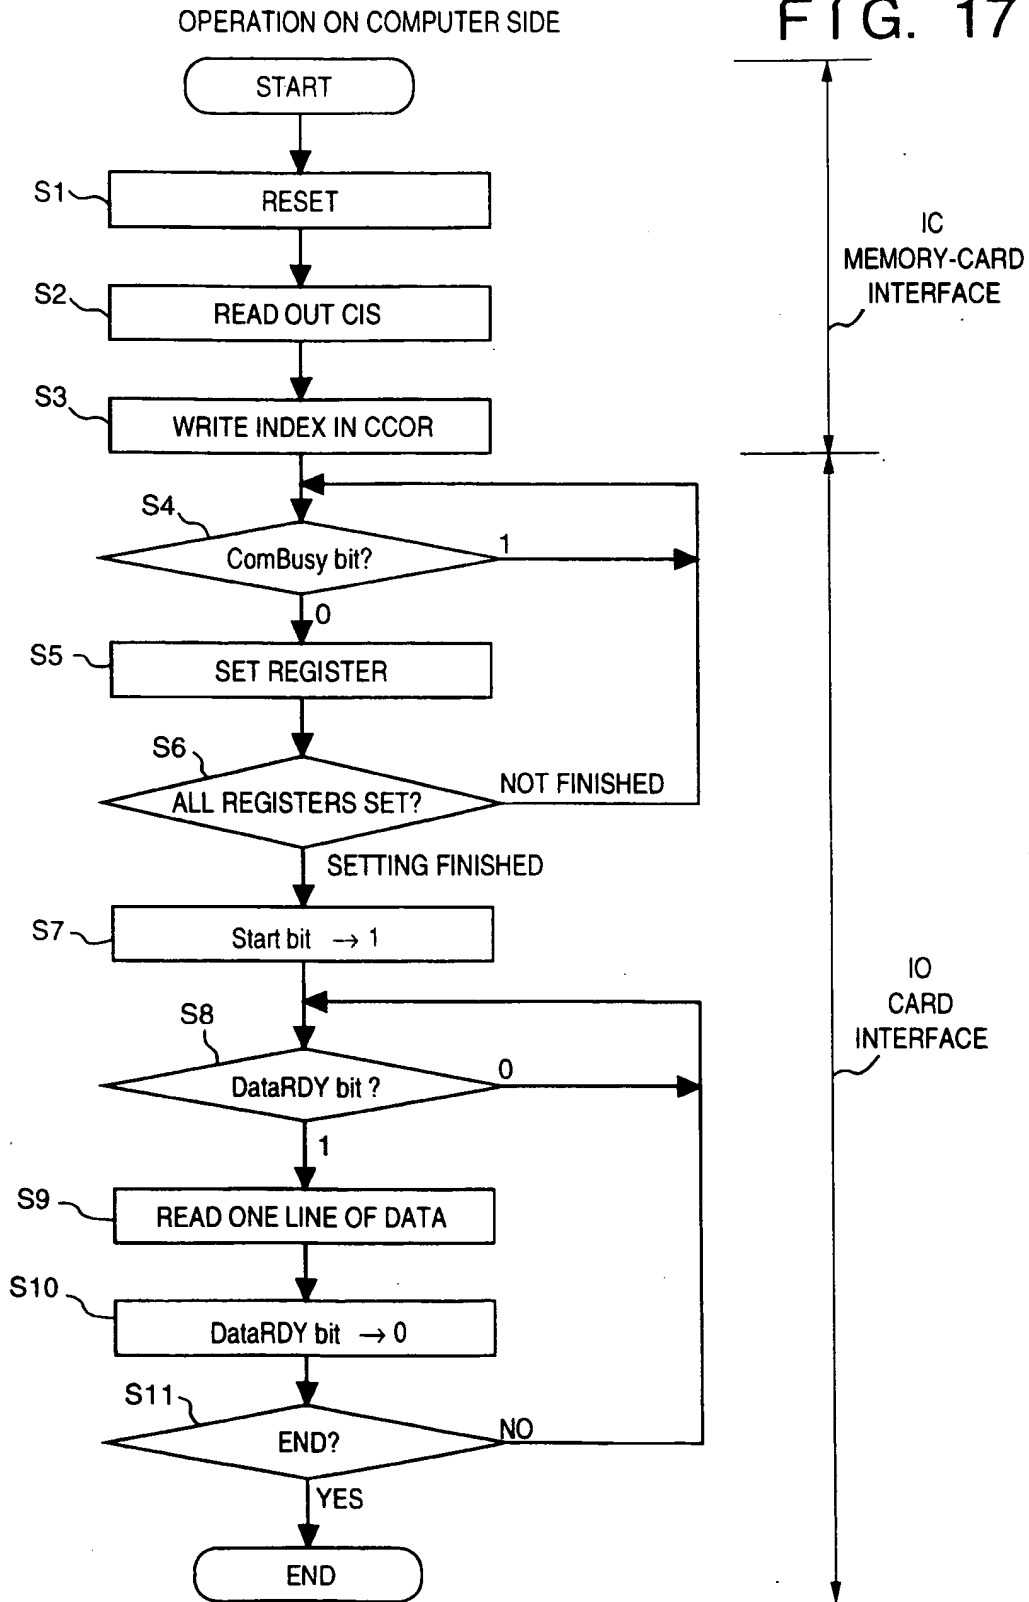 OPERATION ON COMPUTER SIDE
FIG. 17
START
S1
RESET
S2
READ OUT CIS
S3
WRITE INDEX IN CCOR
IC
MEMORY-CARD
INTERFACE
S4
ComBusy bit?
1
0
S5
SET REGISTER
S6
ALL REGISTERS SET?
NOT FINISHED
SETTING FINISHED
S7
Start bit → 1
S8
DataRDY bit ?
0
1
IO
CARD
INTERFACE
S9
READ ONE LINE OF DATA
S10
DataRDY bit → 0
S11
END?
NO
YES
END